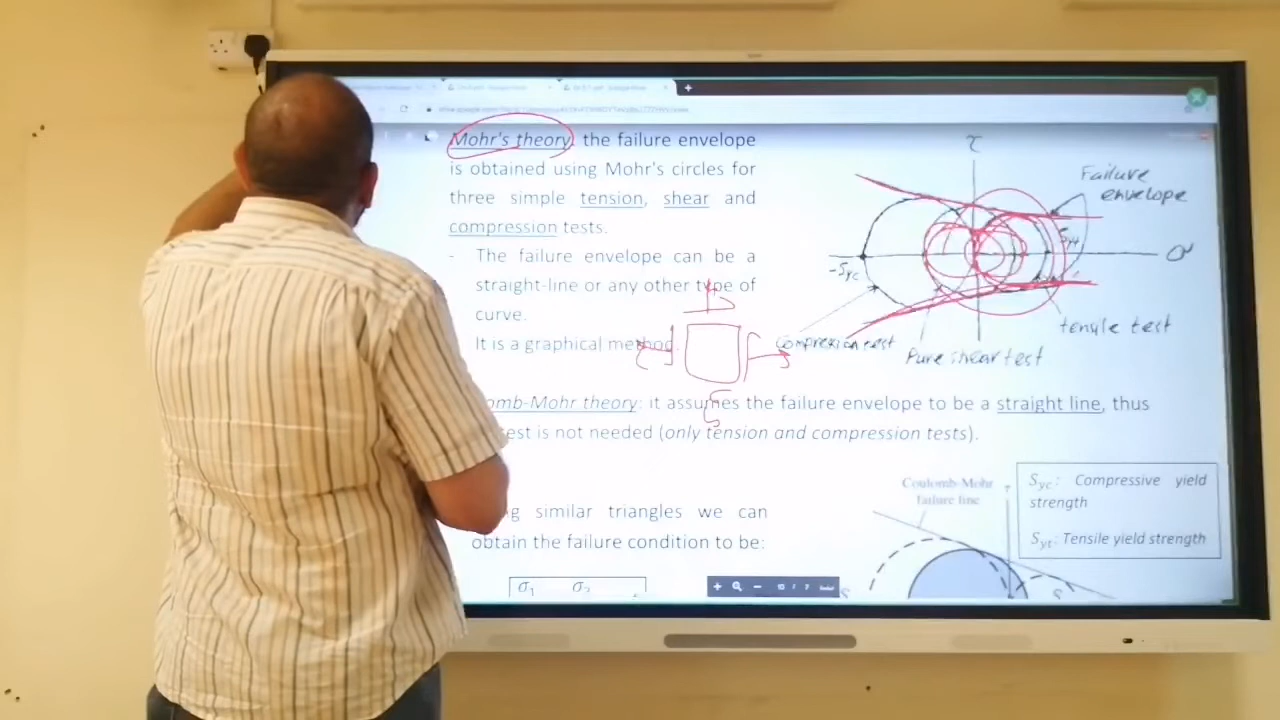 Mohr's theory: the failure envelope
is obtained using Mohr's circles for
three simple tension, shear and
compression tests.
- The failure envelope can be a
straight-line or any other type of
curve.
It is a graphical method.
τ
Failure
envelope
Syt
-Syc
σ
tensile test
Compression test
Pure shear test
omb-Mohr theory: it assumes the failure envelope to be a straight line, thus
est is not needed (only tension and compression tests).
g similar triangles we can
obtain the failure condition to be:
σ1 σ3
Coulomb-Mohr
failure line
τ
Syc: Compressive yield
strength
Syt: Tensile yield strength